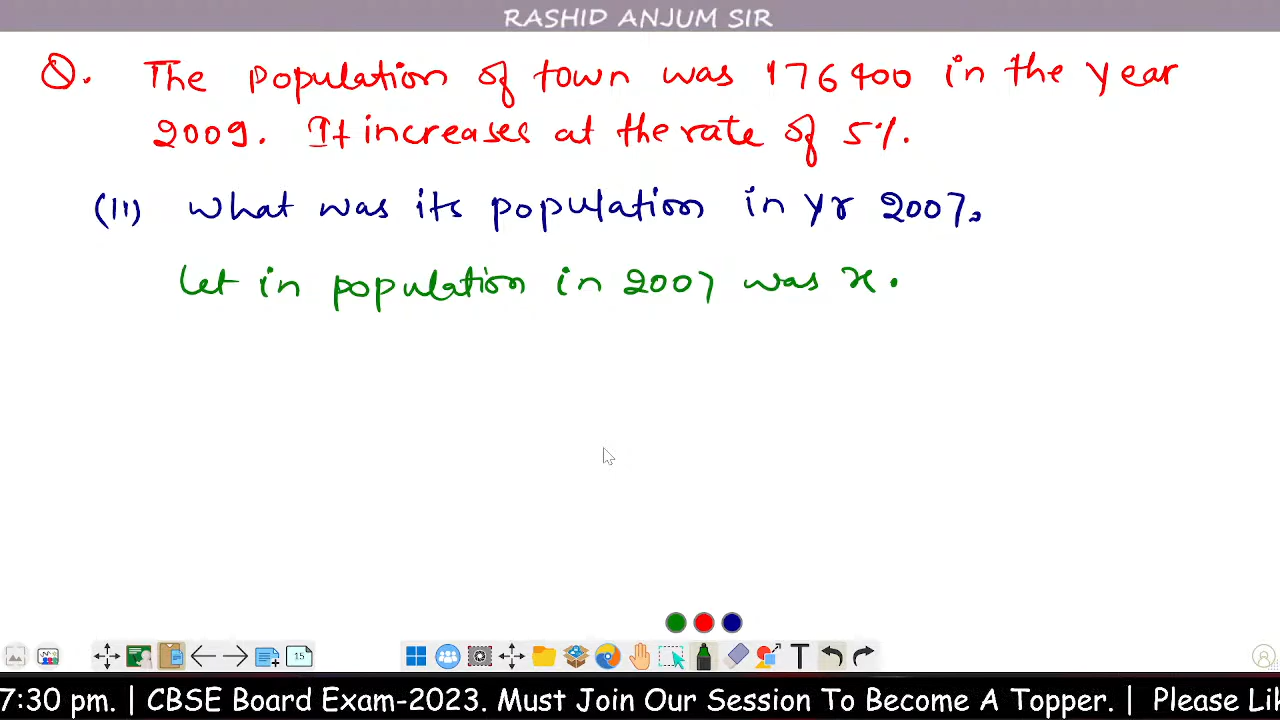 RASHID ANJUM SIR
Q. The population of town was 176400 in the year
2009. It increases at the rate of 5%.
(II) what was its population in yr 2007.
let in population in 2007 was x.
15
7:30 pm. | CBSE Board Exam-2023. Must Join Our Session To Become A Topper. | Please Lil